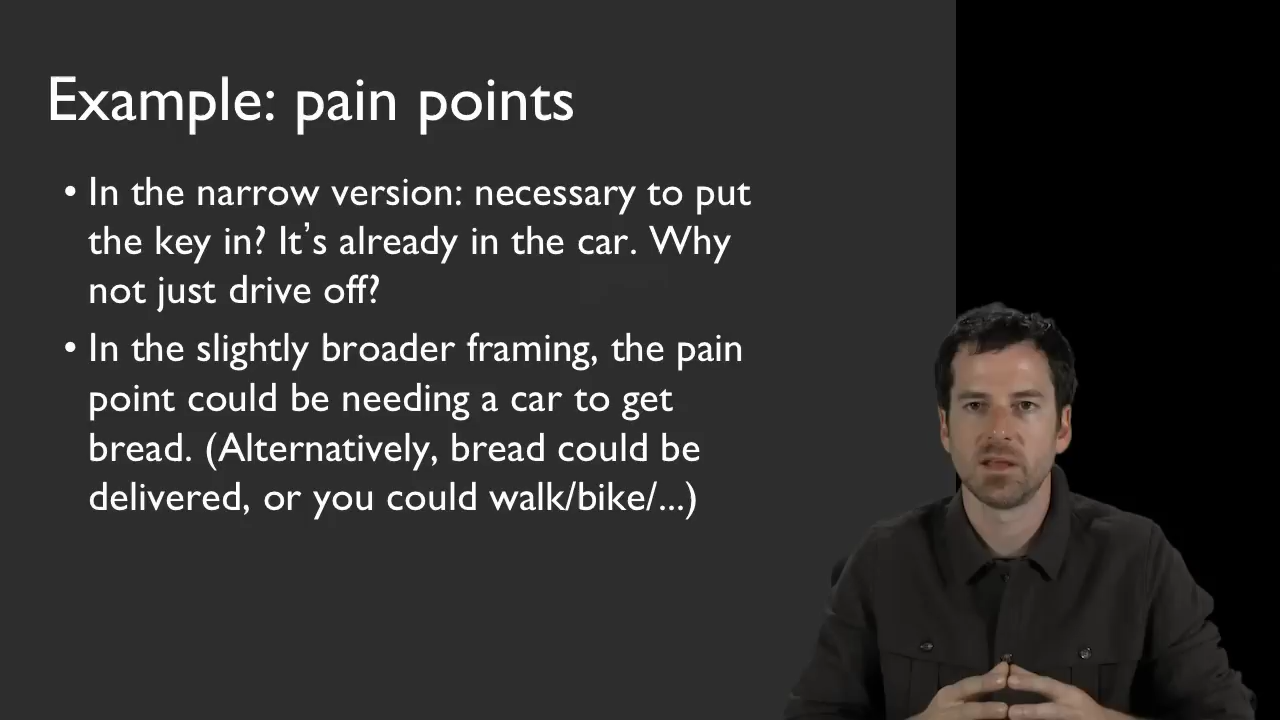 Example: pain points
• In the narrow version: necessary to put
the key in? It’s already in the car. Why
not just drive off?
• In the slightly broader framing, the pain
point could be needing a car to get
bread. (Alternatively, bread could be
delivered, or you could walk/bike/...)